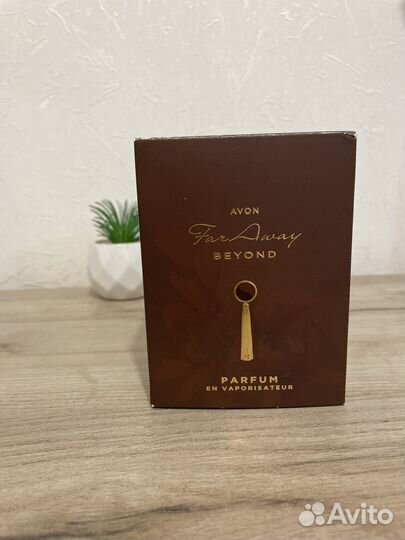 AVON
Far Away
BEYOND
PARFUM
EN VAPORISATEUR
Avito